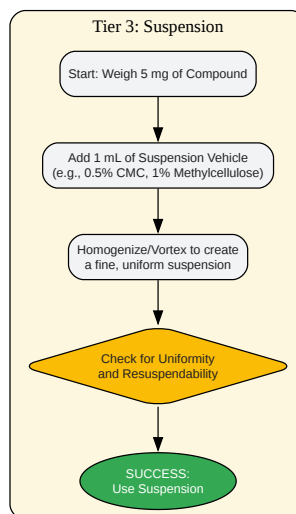 Tier 3: Suspension
Start: Weigh 5 mg of Compound
Add 1 mL of Suspension Vehicle
(e.g., 0.5% CMC, 1% Methylcellulose)
Homogenize/Vortex to create
a fine, uniform suspension
Check for Uniformity
and Resuspendability
SUCCESS:
Use Suspension